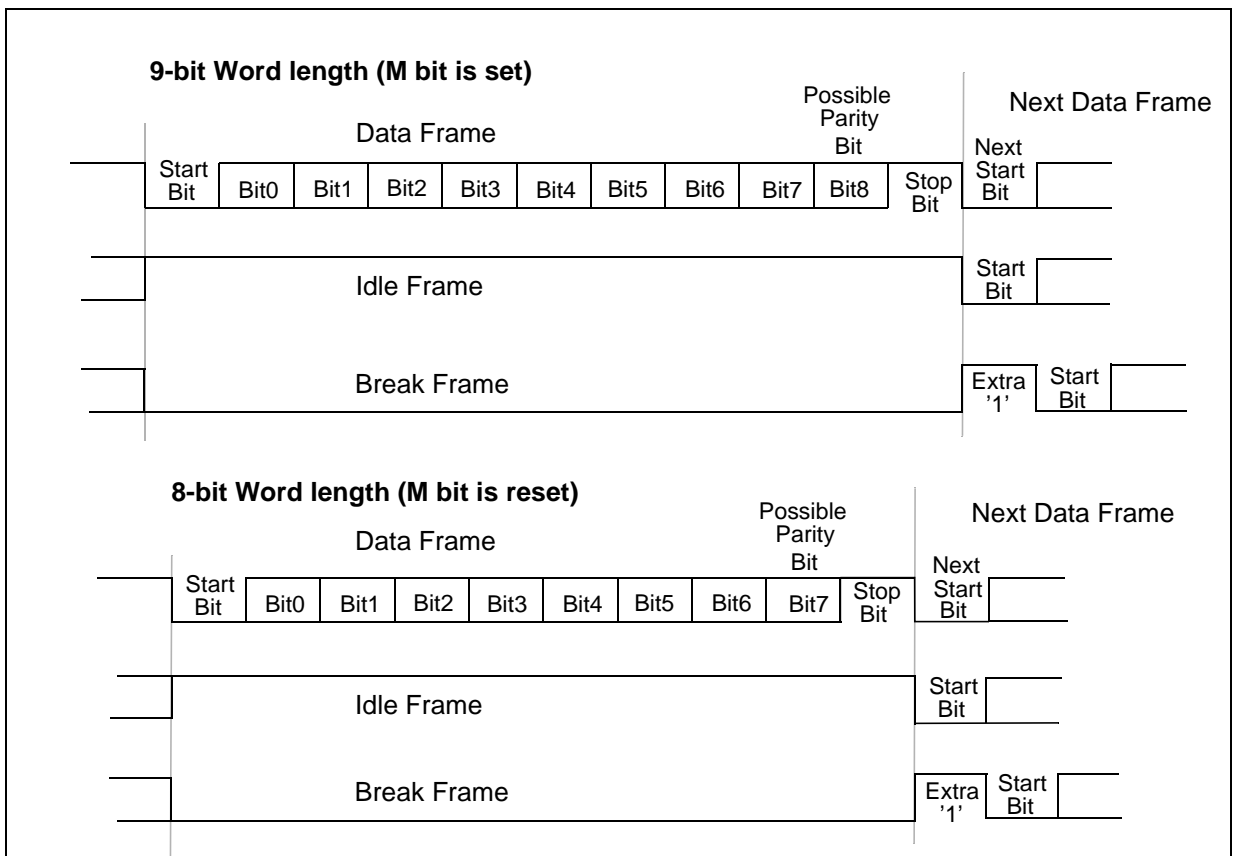 9-bit Word length (M bit is set)
Possible
Parity
Bit
Next Data Frame
Data Frame
Next
Start
Bit
Start
Bit
Bit0
Bit1
Bit2
Bit3
Bit4
Bit5
Bit6
Bit7
Bit8
Stop
Bit
Idle Frame
Start
Bit
Break Frame
Extra
’1’
Start
Bit
8-bit Word length (M bit is reset)
Possible
Parity
Bit
Next Data Frame
Data Frame
Next
Start
Bit
Start
Bit
Bit0
Bit1
Bit2
Bit3
Bit4
Bit5
Bit6
Bit7
Stop
Bit
Idle Frame
Start
Bit
Break Frame
Extra
’1’
Start
Bit